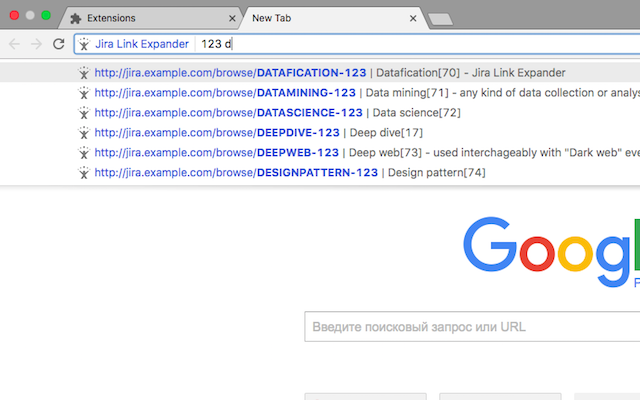 Extensions
New Tab
Jira Link Expander 123 d
http://jira.example.com/browse/DATAFICATION-123 | Datafication[70] - Jira Link Expander
http://jira.example.com/browse/DATAMINING-123 | Data mining[71] - any kind of data collection or analys
http://jira.example.com/browse/DATASCIENCE-123 | Data science[72]
http://jira.example.com/browse/DEEPDIVE-123 | Deep dive[17]
http://jira.example.com/browse/DEEPWEB-123 | Deep web[73] - used interchageably with "Dark web" eve
http://jira.example.com/browse/DESIGNPATTERN-123 | Design pattern[74]
Googl
Р
Введите поисковый запрос или URL